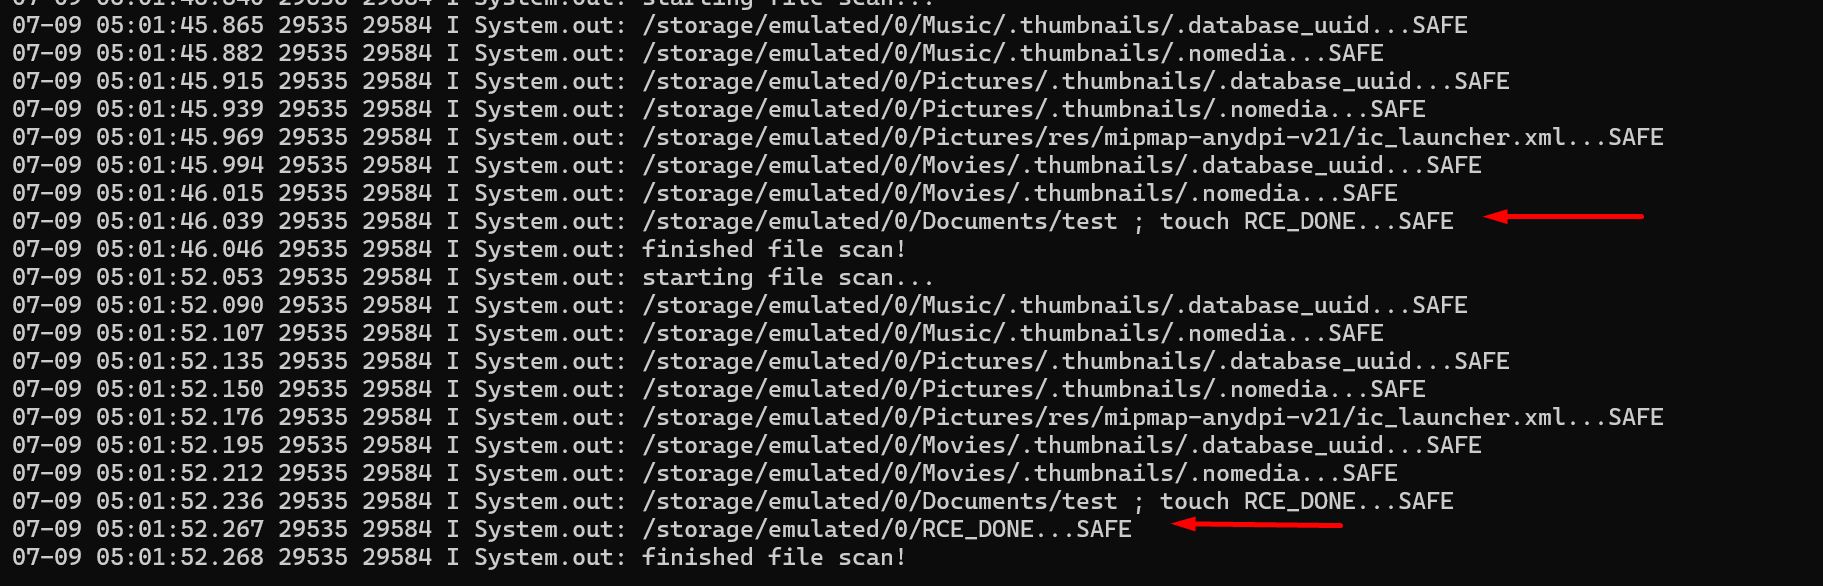 07-09 05:01:45.840 29535 29584 I System.out: starting file scan...
07-09 05:01:45.865 29535 29584 I System.out: /storage/emulated/0/Music/.thumbnails/.database_uuid...SAFE
07-09 05:01:45.882 29535 29584 I System.out: /storage/emulated/0/Music/.thumbnails/.nomedia...SAFE
07-09 05:01:45.915 29535 29584 I System.out: /storage/emulated/0/Pictures/.thumbnails/.database_uuid...SAFE
07-09 05:01:45.939 29535 29584 I System.out: /storage/emulated/0/Pictures/.thumbnails/.nomedia...SAFE
07-09 05:01:45.969 29535 29584 I System.out: /storage/emulated/0/Pictures/res/mipmap-anydpi-v21/ic_launcher.xml...SAFE
07-09 05:01:45.994 29535 29584 I System.out: /storage/emulated/0/Movies/.thumbnails/.database_uuid...SAFE
07-09 05:01:46.015 29535 29584 I System.out: /storage/emulated/0/Movies/.thumbnails/.nomedia...SAFE
07-09 05:01:46.039 29535 29584 I System.out: /storage/emulated/0/Documents/test ; touch RCE_DONE...SAFE
07-09 05:01:46.046 29535 29584 I System.out: finished file scan!
07-09 05:01:52.053 29535 29584 I System.out: starting file scan...
07-09 05:01:52.090 29535 29584 I System.out: /storage/emulated/0/Music/.thumbnails/.database_uuid...SAFE
07-09 05:01:52.107 29535 29584 I System.out: /storage/emulated/0/Music/.thumbnails/.nomedia...SAFE
07-09 05:01:52.135 29535 29584 I System.out: /storage/emulated/0/Pictures/.thumbnails/.database_uuid...SAFE
07-09 05:01:52.150 29535 29584 I System.out: /storage/emulated/0/Pictures/.thumbnails/.nomedia...SAFE
07-09 05:01:52.176 29535 29584 I System.out: /storage/emulated/0/Pictures/res/mipmap-anydpi-v21/ic_launcher.xml...SAFE
07-09 05:01:52.195 29535 29584 I System.out: /storage/emulated/0/Movies/.thumbnails/.database_uuid...SAFE
07-09 05:01:52.212 29535 29584 I System.out: /storage/emulated/0/Movies/.thumbnails/.nomedia...SAFE
07-09 05:01:52.236 29535 29584 I System.out: /storage/emulated/0/Documents/test ; touch RCE_DONE...SAFE
07-09 05:01:52.267 29535 29584 I System.out: /storage/emulated/0/RCE_DONE...SAFE
07-09 05:01:52.268 29535 29584 I System.out: finished file scan!